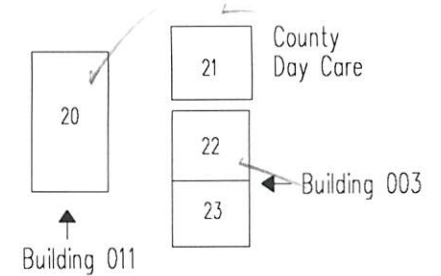 County
Day Care
21
20
22
Building 003
23
Building 011